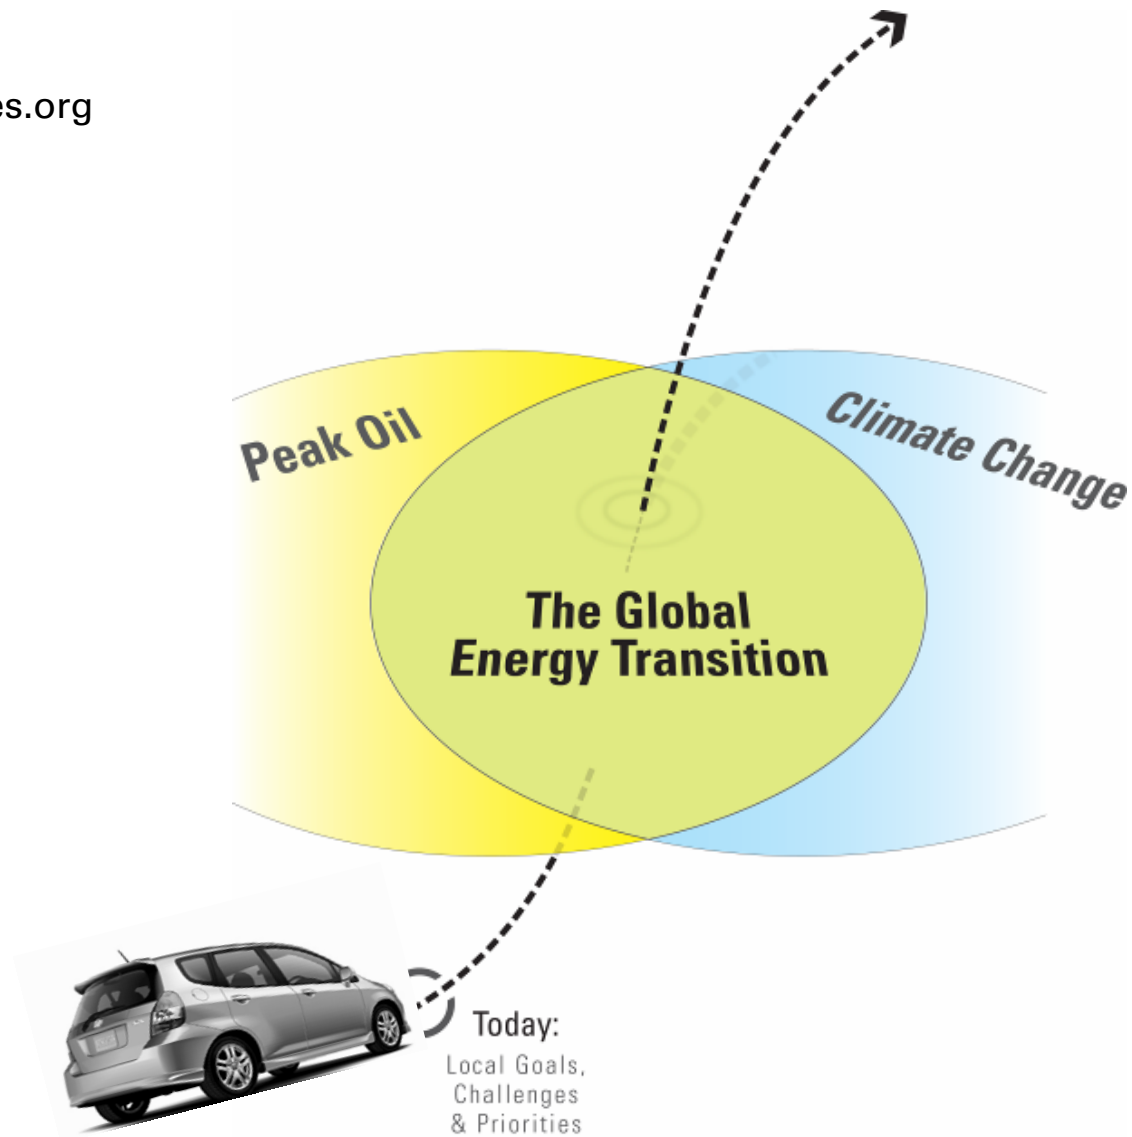 es.org
Peak Oil
Climate Change
The Global
Energy Transition
Today:
Local Goals,
Challenges
& Priorities